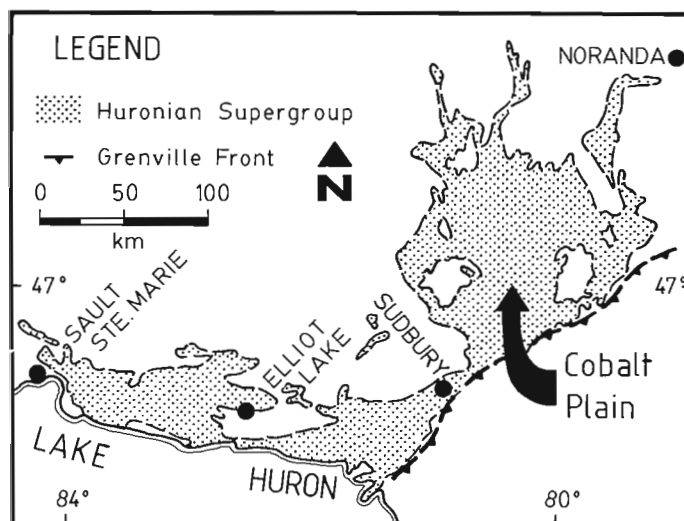 LEGEND
NORANDA
Huronian Supergroup
Grenville Front
N
0 50 100
km
47° 47°
SAULT
STE. MARIE
ELLIOT
LAKE
SUDBURY
Cobalt
Plain
LAKE HURON
84° 80°